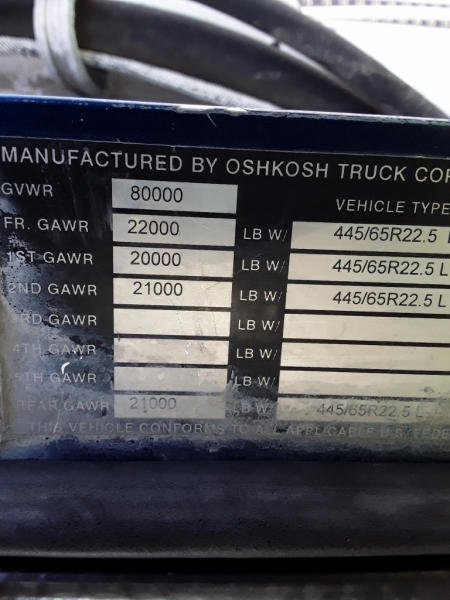 MANUFACTURED BY OSHKOSH TRUCK COR
GVWR 80000 VEHICLE TYPE
FR. GAWR 22000 LB W/ 445/65R22.5 L
1ST GAWR 20000 LB W/ 445/65R22.5 L
2ND GAWR 21000 LB W/ 445/65R22.5 L
3RD GAWR LB W/
4TH GAWR LB W/
5TH GAWR LB W/
REAR GAWR 21000 LB W/ 445/65R22.5 L
THIS VEHICLE CONFORMS TO ALL APPLICABLE U.S. FEDE